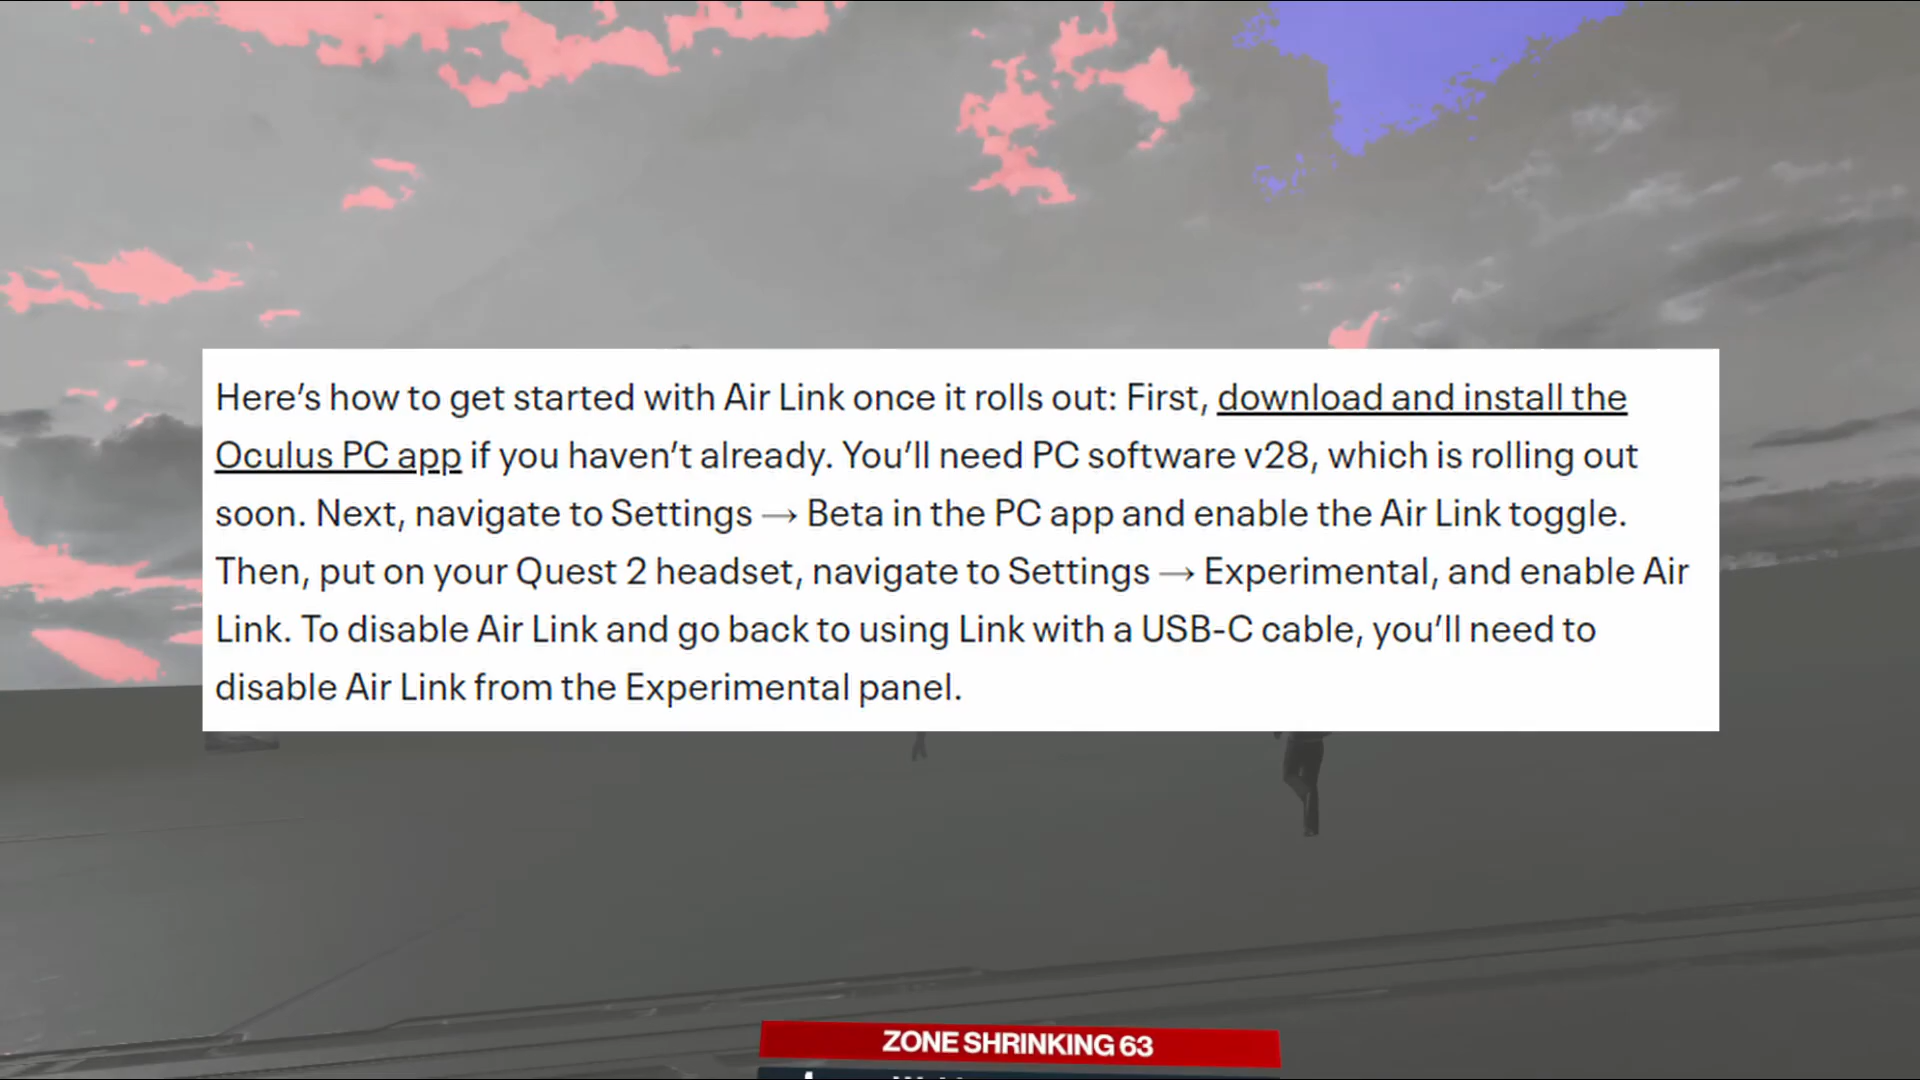 Here’s how to get started with Air Link once it rolls out: First, download and install the
Oculus PC app if you haven’t already. You’ll need PC software v28, which is rolling out
soon. Next, navigate to Settings → Beta in the PC app and enable the Air Link toggle.
Then, put on your Quest 2 headset, navigate to Settings → Experimental, and enable Air
Link. To disable Air Link and go back to using Link with a USB-C cable, you’ll need to
disable Air Link from the Experimental panel.
ZONE SHRINKING 63